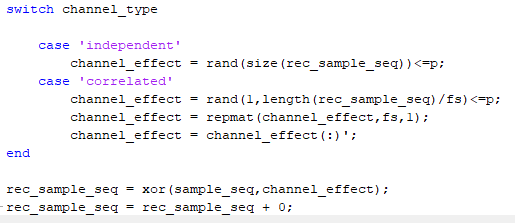 switch channel_type
case 'independent'
channel_effect = rand(size(rec_sample_seq))<=p;
case 'correlated'
channel_effect = rand(1,length(rec_sample_seq)/fs)<=p;
channel_effect = repmat(channel_effect,fs,1);
channel_effect = channel_effect(:)';
end
rec_sample_seq = xor(sample_seq,channel_effect);
rec_sample_seq = rec_sample_seq + 0;